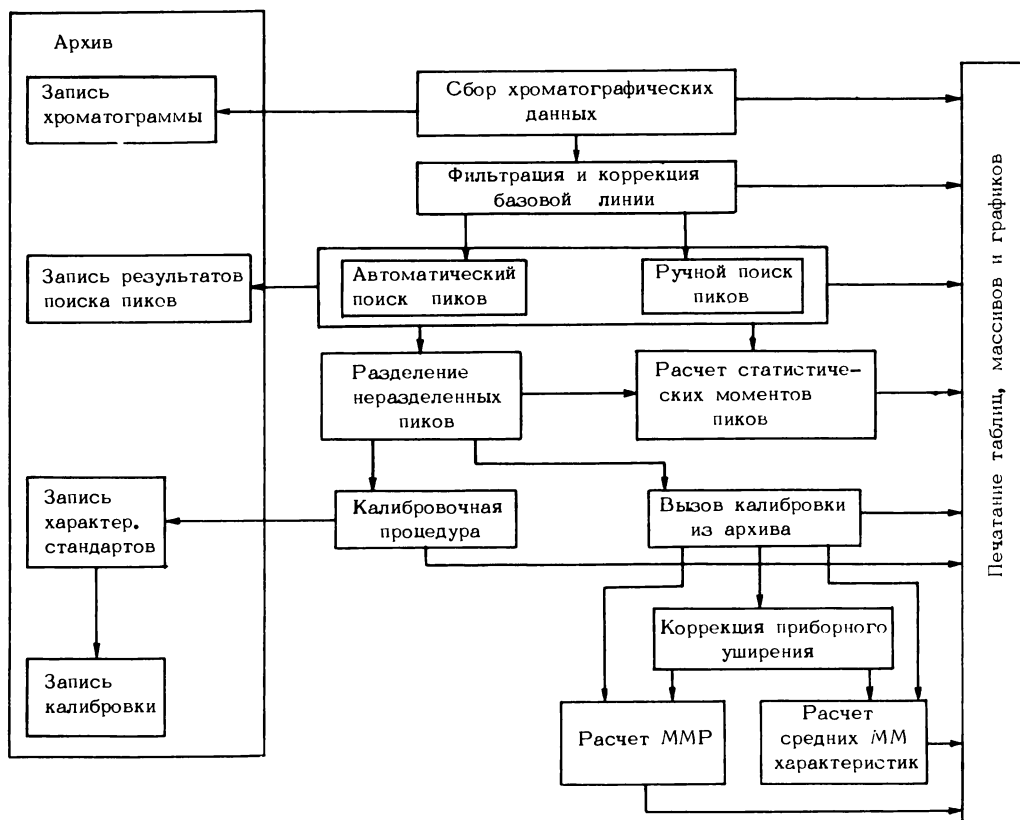 Архив
Запись
хроматограммы
Сбор хроматографических
данных
Фильтрация и коррекция
базовой линии
Запись результатов
поиска пиков
Автоматический
поиск пиков
Ручной поиск
пиков
Разделение
неразделенных
пиков
Расчет статистиче-
ских моментов
пиков
Запись
характер.
стандартов
Калибровочная
процедура
Вызов калибровки
из архива
Коррекция приборного
уширения
Запись
калибровки
Расчет ММР
Расчет
средних ММ
характеристик
Печатание таблиц, массивов и графиков